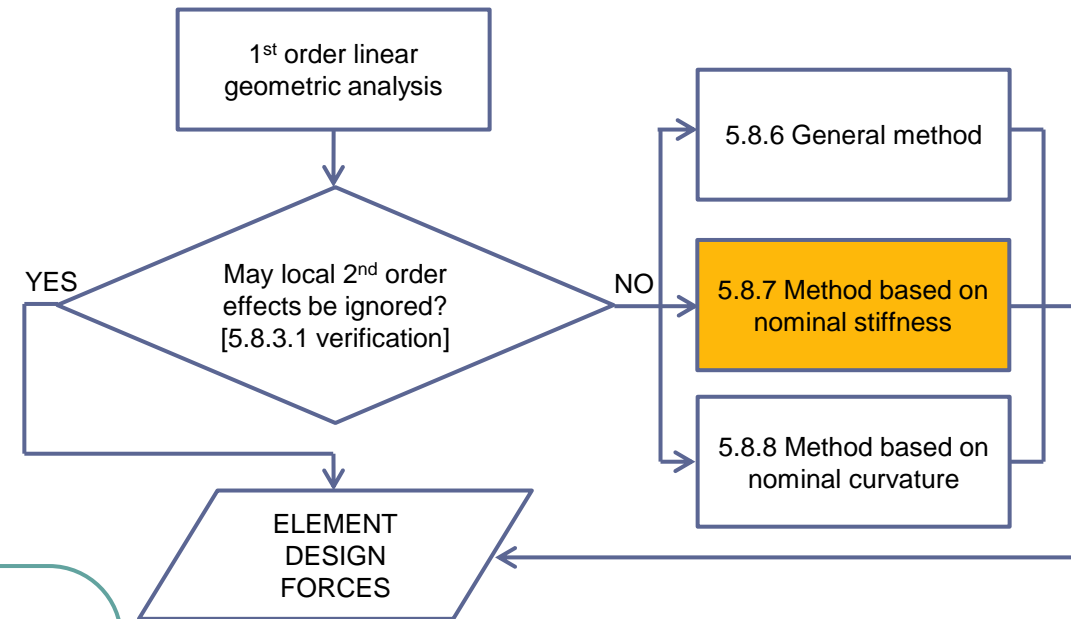 1st order linear
geometric analysis
5.8.6 General method
YES
May local 2nd order
effects be ignored?
[5.8.3.1 verification]
NO
5.8.7 Method based on
nominal stiffness
5.8.8 Method based on
nominal curvature
ELEMENT
DESIGN
FORCES